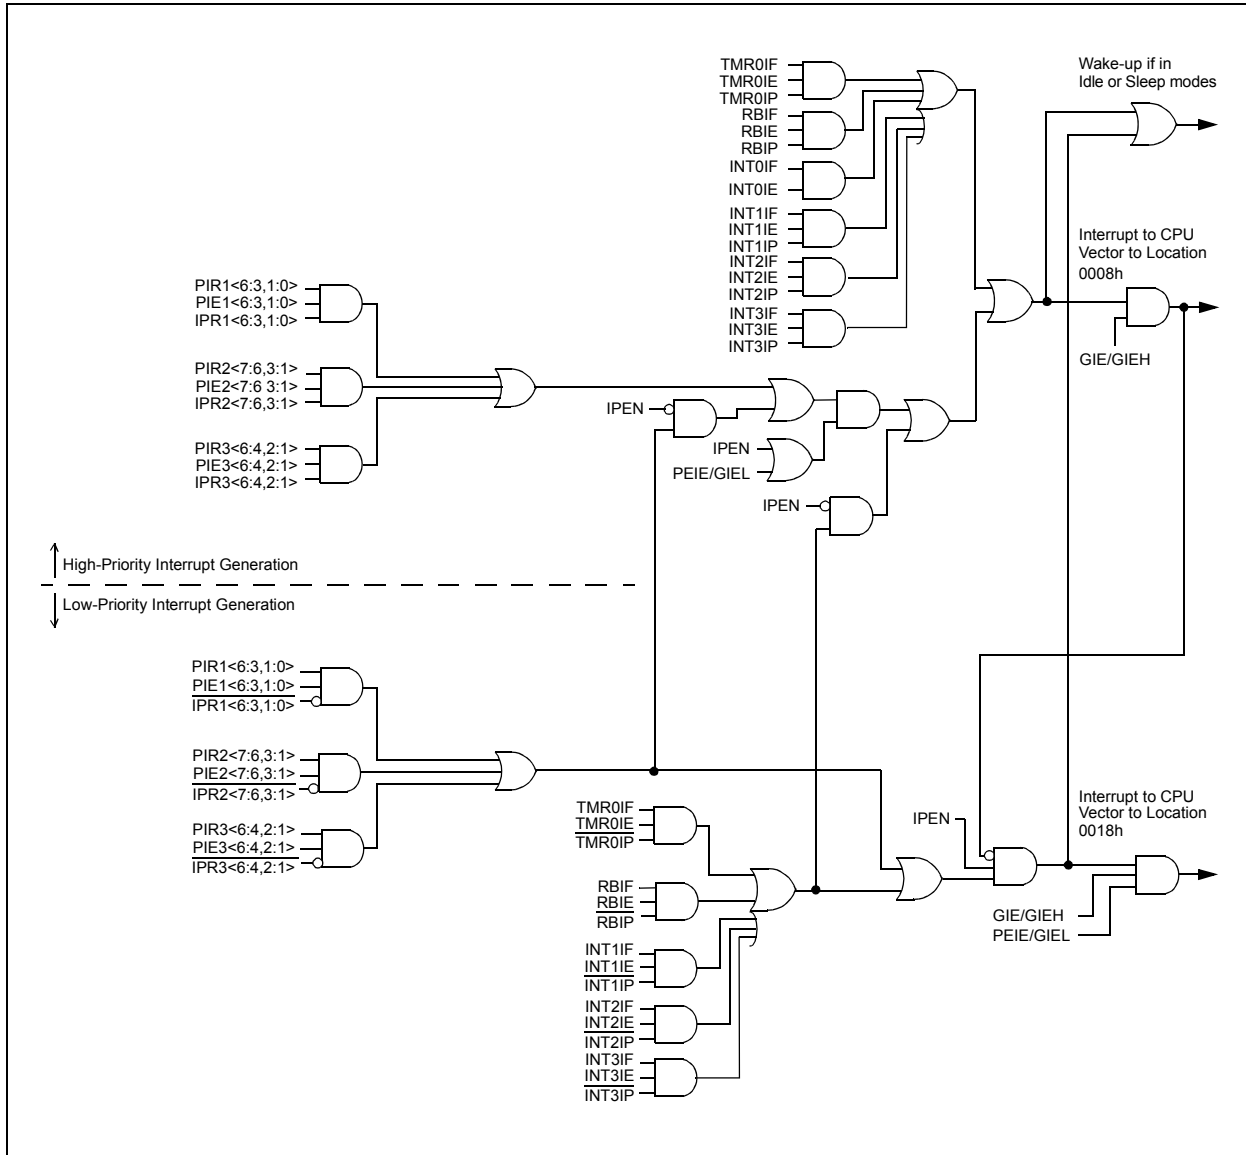 TMR0IF
TMR0IE
TMR0IP
RBIF
RBIE
RBIP
INT0IF
INT0IE
INT1IF
INT1IE
INT1IP
INT2IF
INT2IE
INT2IP
INT3IF
INT3IE
INT3IP
Wake-up if in
Idle or Sleep modes
Interrupt to CPU
Vector to Location
0008h
GIE/GIEH
PIR1<6:3,1:0>
PIE1<6:3,1:0>
IPR1<6:3,1:0>
PIR2<7:6,3:1>
PIE2<7:6 3:1>
IPR2<7:6,3:1>
PIR3<6:4,2:1>
PIE3<6:4,2:1>
IPR3<6:4,2:1>
IPEN
IPEN
PEIE/GIEL
IPEN
High-Priority Interrupt Generation
Low-Priority Interrupt Generation
PIR1<6:3,1:0>
PIE1<6:3,1:0>
IPR1<6:3,1:0>
PIR2<7:6,3:1>
PIE2<7:6,3:1>
IPR2<7:6,3:1>
PIR3<6:4,2:1>
PIE3<6:4,2:1>
IPR3<6:4,2:1>
TMR0IF
TMR0IE
TMR0IP
RBIF
RBIE
RBIP
INT1IF
INT1IE
INT1IP
INT2IF
INT2IE
INT2IP
INT3IF
INT3IE
INT3IP
IPEN
Interrupt to CPU
Vector to Location
0018h
GIE/GIEH
PEIE/GIEL